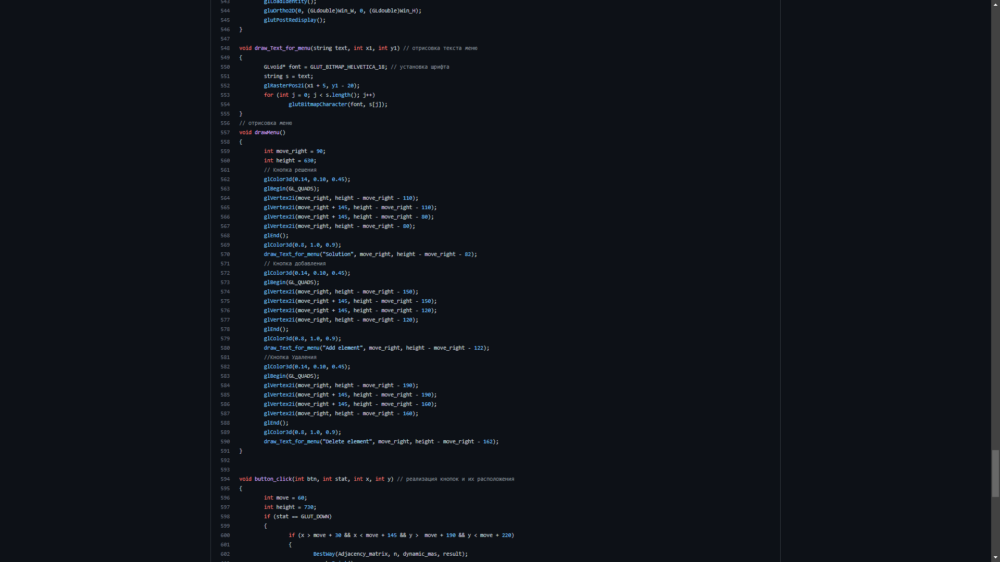 543 glLoadIdentity();
544 gluOrtho2D(0, (GLdouble)Win_W, 0, (GLdouble)Win_H);
545 glutPostRedisplay();
546 }
547
548 void draw_Text_for_menu(string text, int x1, int y1) // отрисовка текста меню
549 {
550 GLvoid* font = GLUT_BITMAP_HELVETICA_18; // установка шрифта
551 string s = text;
552 glRasterPos2i(x1 + 5, y1 - 20);
553 for (int j = 0; j < s.length(); j++)
554 glutBitmapCharacter(font, s[j]);
555 }
556 // отрисовка меню
557 void drawMenu()
558 {
559 int move_right = 90;
560 int height = 630;
561 // Кнопка решения
562 glColor3d(0.14, 0.10, 0.45);
563 glBegin(GL_QUADS);
564 glVertex2i(move_right, height - move_right - 110);
565 glVertex2i(move_right + 145, height - move_right - 110);
566 glVertex2i(move_right + 145, height - move_right - 80);
567 glVertex2i(move_right, height - move_right - 80);
568 glEnd();
569 glColor3d(0.8, 1.0, 0.9);
570 draw_Text_for_menu("Solution", move_right, height - move_right - 82);
571 // Кнопка добавления
572 glColor3d(0.14, 0.10, 0.45);
573 glBegin(GL_QUADS);
574 glVertex2i(move_right, height - move_right - 150);
575 glVertex2i(move_right + 145, height - move_right - 150);
576 glVertex2i(move_right + 145, height - move_right - 120);
577 glVertex2i(move_right, height - move_right - 120);
578 glEnd();
579 glColor3d(0.8, 1.0, 0.9);
580 draw_Text_for_menu("Add element", move_right, height - move_right - 122);
581 //Кнопка Удаления
582 glColor3d(0.14, 0.10, 0.45);
583 glBegin(GL_QUADS);
584 glVertex2i(move_right, height - move_right - 190);
585 glVertex2i(move_right + 145, height - move_right - 190);
586 glVertex2i(move_right + 145, height - move_right - 160);
587 glVertex2i(move_right, height - move_right - 160);
588 glEnd();
589 glColor3d(0.8, 1.0, 0.9);
590 draw_Text_for_menu("Delete element", move_right, height - move_right - 162);
591 }
592
593
594 void button_click(int btn, int stat, int x, int y) // реализация кнопок и их расположения
595 {
596 int move = 60;
597 int height = 730;
598 if (stat == GLUT_DOWN)
599 {
600 if (x > move + 30 && x < move + 145 && y >  move + 190 && y < move + 220)
601 {
602 BestWay(Adjacency_matrix, n, dynamic_mas, result);